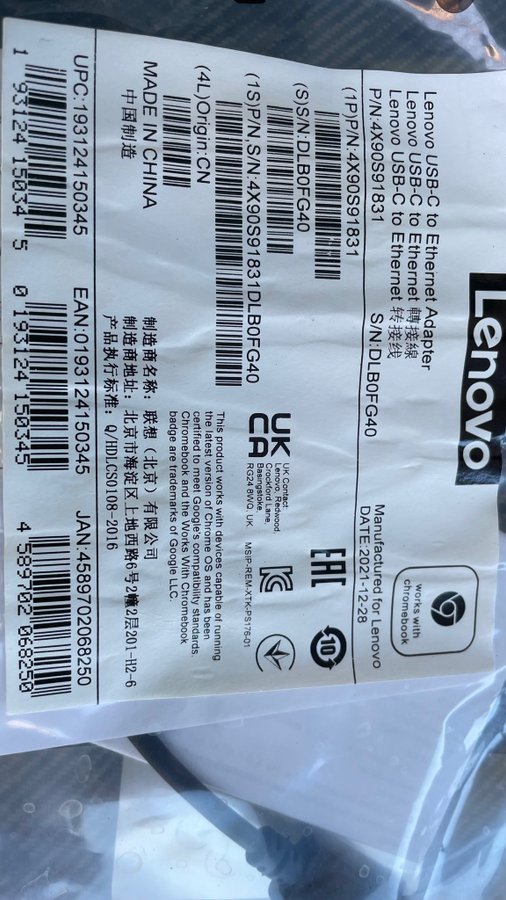 Lenovo
Lenovo USB-C to Ethernet Adapter
Lenovo USB-C to Ethernet 轉接線
Lenovo USB-C to Ethernet 转接线
P/N:4X90S91831
S/N:DLB0FG40
Manufactured for Lenovo
DATE:2021-12-28
works with
chromebook
(1P)P/N:4X90S91831
(S)S/N:DLB0FG40
(1S)P/N,S/N:4X90S91831DLB0FG40
(4L)Origin:CN
MADE IN CHINA
中国制造
EAC
10
UK
CA
UK Contact:
Lenovo, Redwood,
Crockford Lane,
Basingstoke,
RG24 8WQ, UK
MSIP-REM-XTK-PS176-01
This product works with devices capable of running
the latest version of Chrome OS and has been
certified to meet Google's compatibility standards.
Chromebook and the Works With Chromebook
badge are trademarks of Google LLC.
制造商名称: 联想（北京）有限公司
制造商地址: 北京市海淀区上地西路6号2幢2层201-H2-6
产品执行标准: Q/HDLCS0108-2016
UPC:193124150345
1 93124 15034 5
EAN:0193124150345
0 193124 150345
JAN:4589702068250
4 589702 068250